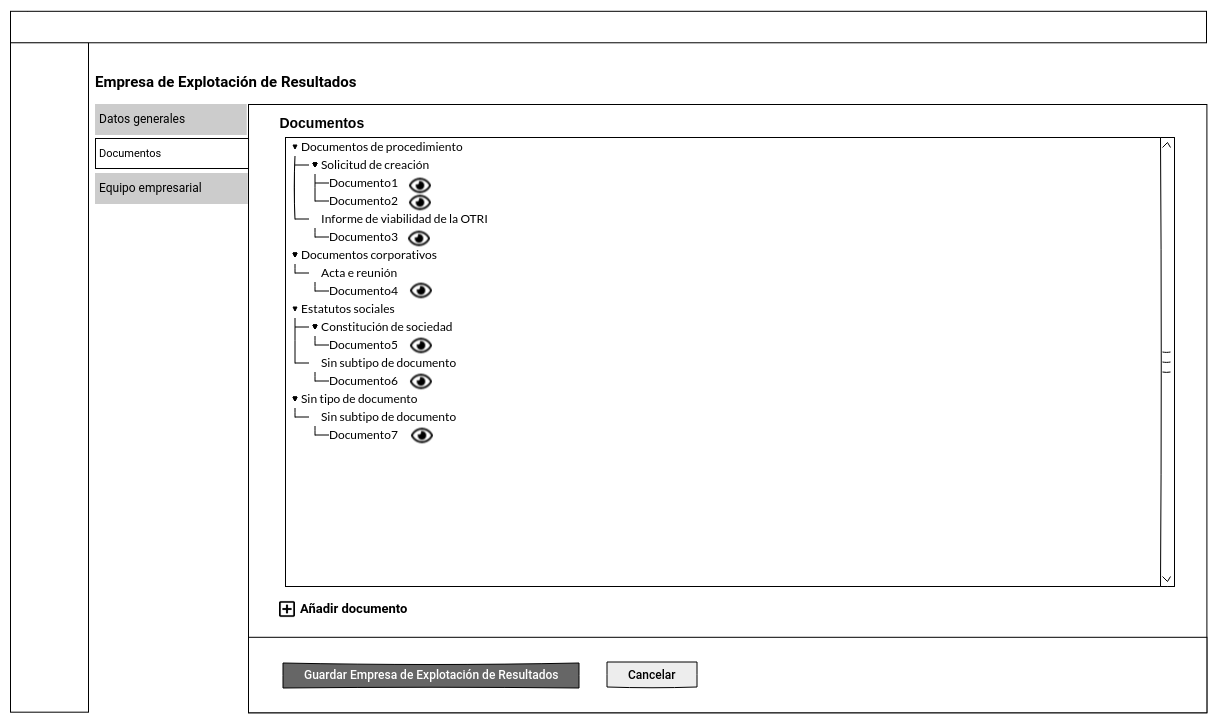 Empresa de Explotación de Resultados
Datos generales
Documentos
Equipo empresarial
Documentos
Documentos de procedimiento
Solicitud de creación
Documento1
Documento2
Informe de viabilidad de la OTRI
Documento3
Documentos corporativos
Acta e reunión
Documento4
Estatutos sociales
Constitución de sociedad
Documento5
Sin subtipo de documento
Documento6
Sin tipo de documento
Sin subtipo de documento
Documento7
Añadir documento
Guardar Empresa de Explotación de Resultados
Cancelar